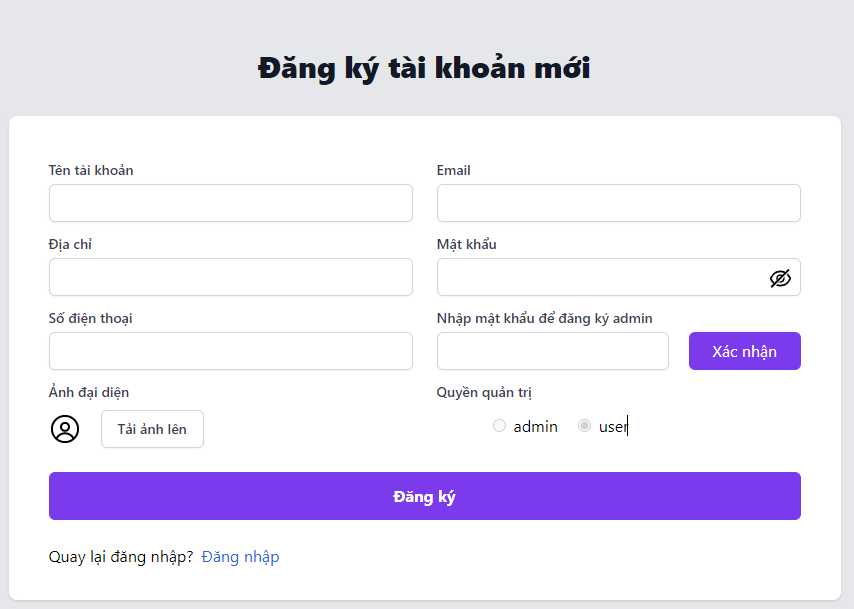 Đăng ký tài khoản mới
Tên tài khoản
Email
Địa chỉ
Mật khẩu
Số điện thoại
Nhập mật khẩu để đăng ký admin
Xác nhận
Ảnh đại diện
Quyền quản trị
Tải ảnh lên
admin
user
Đăng ký
Quay lại đăng nhập? Đăng nhập